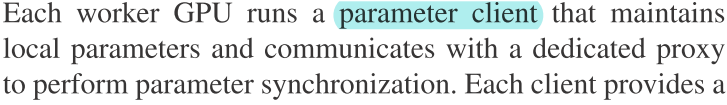 Each worker GPU runs a parameter client that maintains
local parameters and communicates with a dedicated proxy
to perform parameter synchronization. Each client provides a